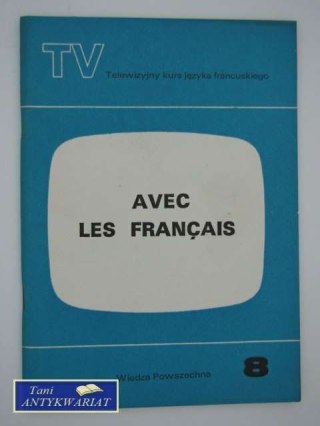 TV Telewizyjny kurs języka francuskiego
AVEC
LES FRANÇAIS
Wiedza Powszechna 8
Tani
ANTYKWARIAT